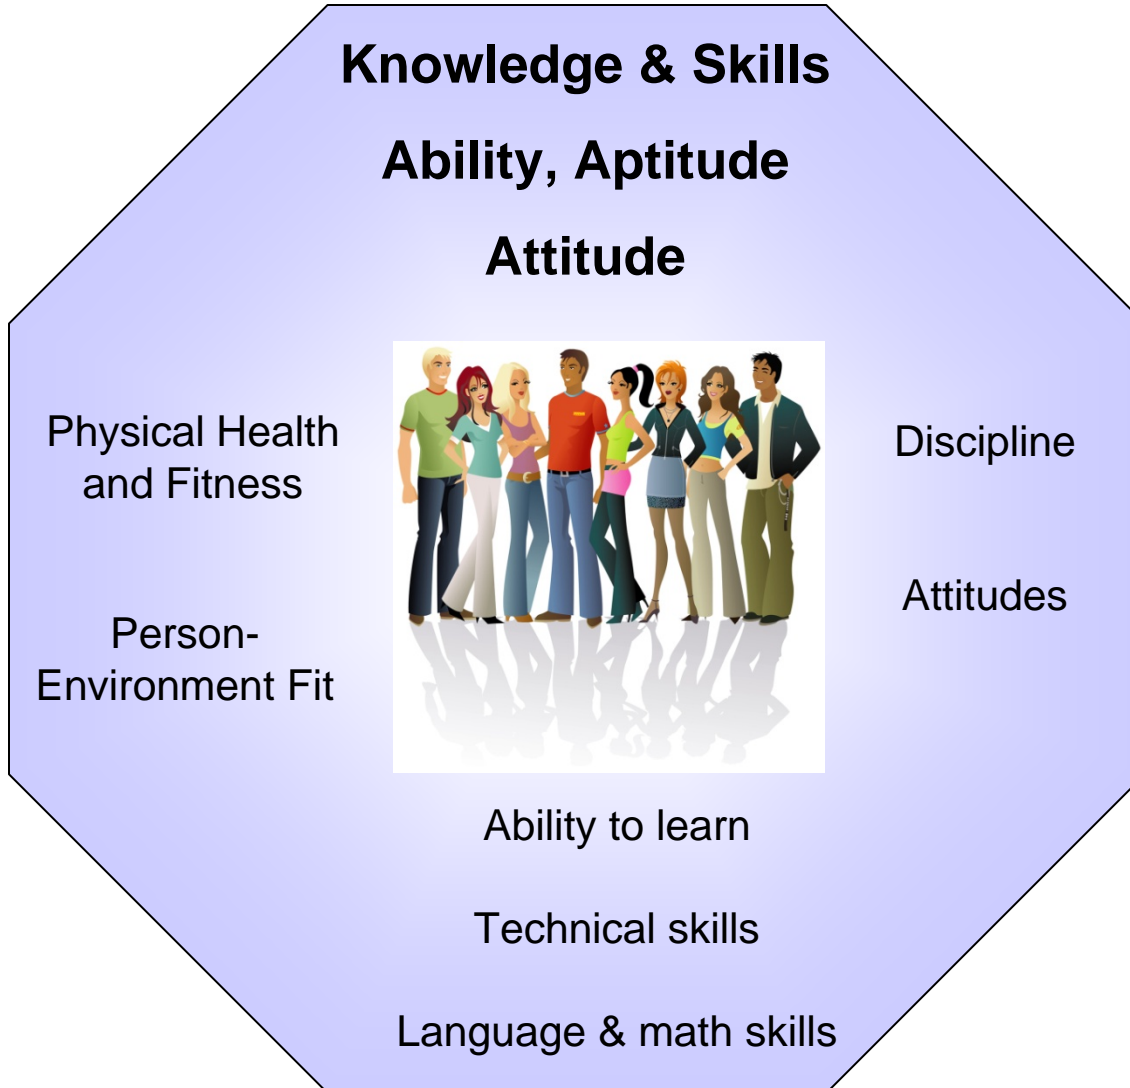 Knowledge & Skills
Ability, Aptitude
Attitude
Physical Health
and Fitness
Discipline
Attitudes
Person-
Environment Fit
Ability to learn
Technical skills
Language & math skills